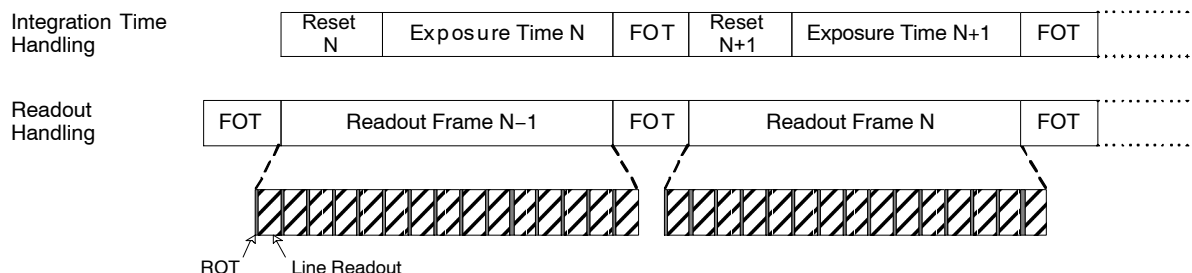 Integration Time
Handling
Reset
N
Exposure Time N
FOT
Reset
N+1
Exposure Time N+1
FOT
Readout
Handling
FOT
Readout Frame N−1
FOT
Readout Frame N
FOT
ROT
Line Readout